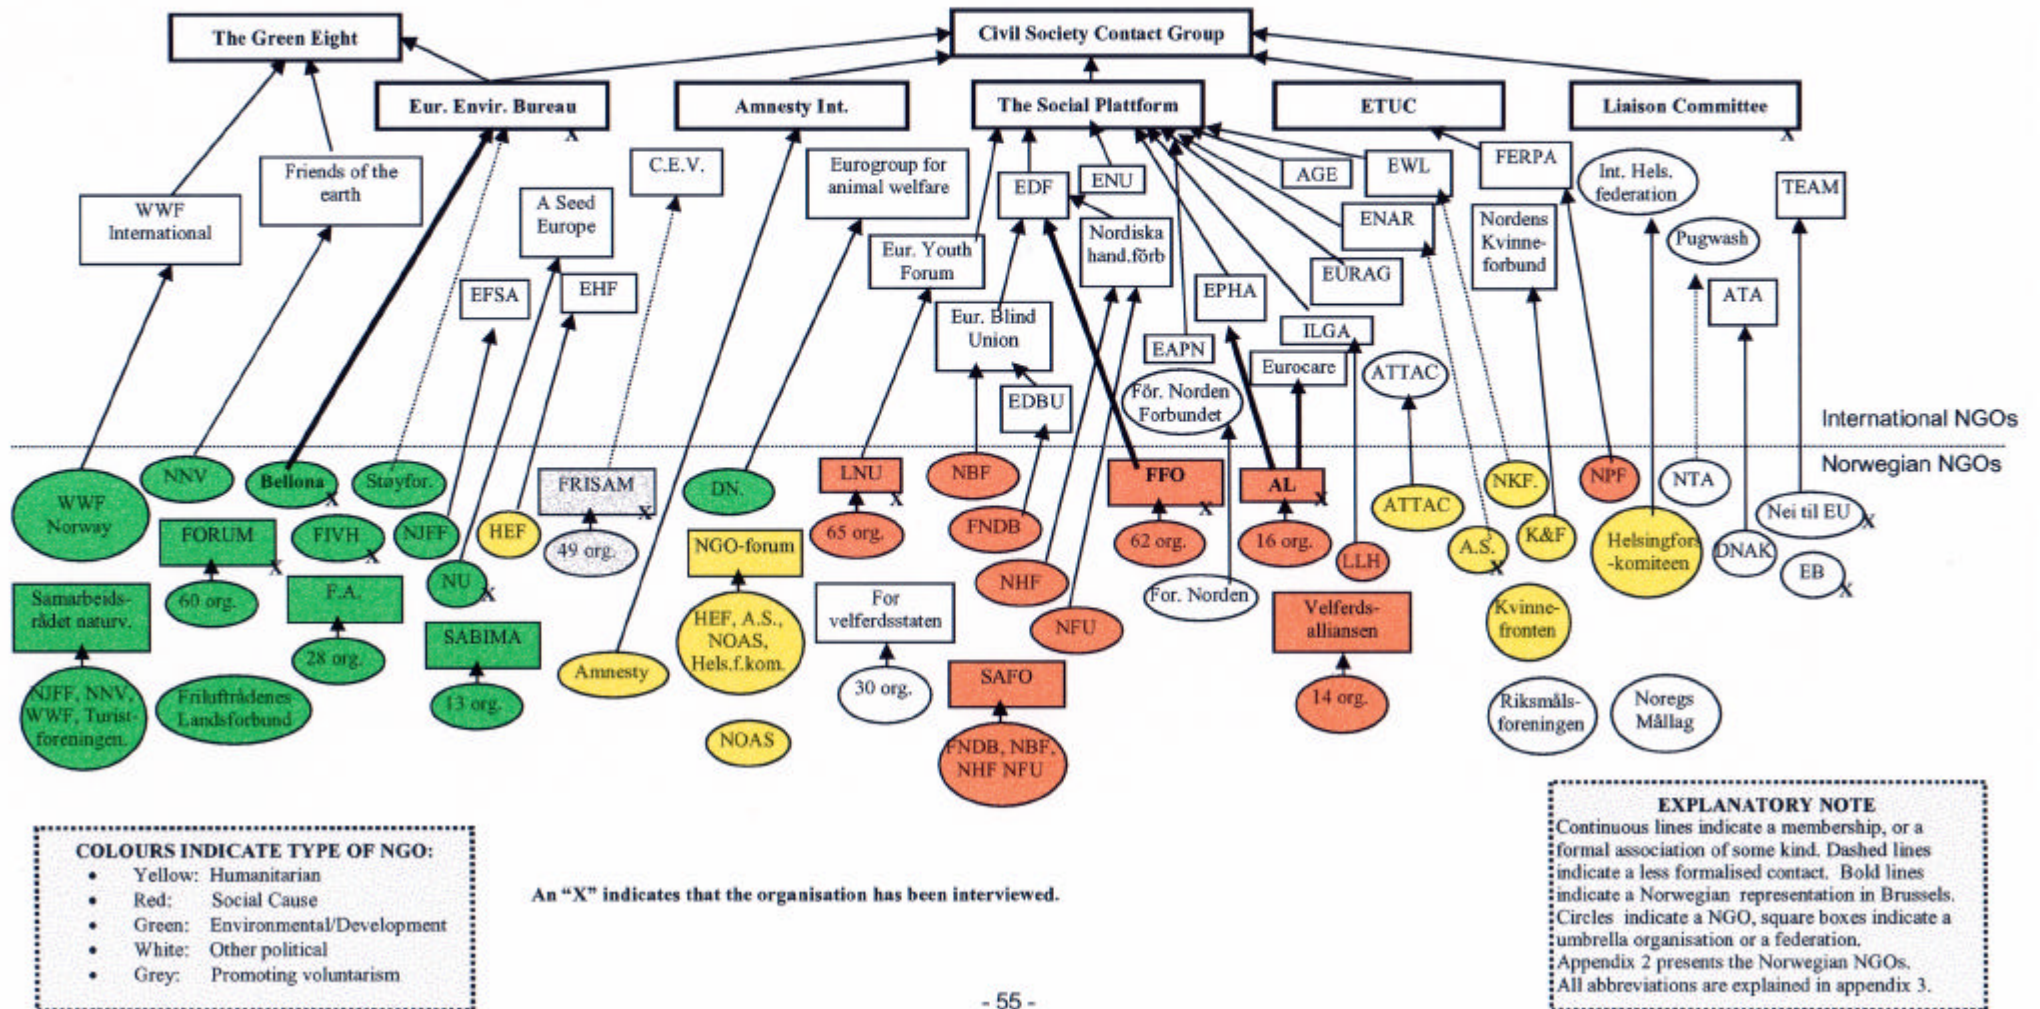 The Green Eight
Civil Society Contact Group
Eur. Envir. Bureau
X
Amnesty Int.
The Social Plattform
ETUC
Liaison Committee
X
WWF
International
Friends of the
earth
EFSA
A Seed
Europe
EHF
C.E.V.
Eurogroup for
animal welfare
Eur. Youth
Forum
EDF
ENU
Nordiska
hand.förb
Eur. Blind
Union
EDBU
EAPN
För. Norden
Forbundet
EPHA
ILGA
Eurocare
AGE
EWL
ENAR
EURAG
ATTAC
FERPA
Nordens
Kvinne-
forbund
Int. Hels.
federation
Pugwash
ATA
TEAM
International NGOs
Norwegian NGOs
WWF
Norway
NNV
Bellona
X
Støyfor.
FORUM
X
60 org.
FIVH
X
NJFF
NU
X
HEF
FRISAM
X
49 org.
DN.
LNU
X
65 org.
NBF
FNDB
NHF
NFU
FFO
X
62 org.
AL
X
16 org.
LLH
ATTAC
NKF.
A.S.
X
K&F
NPF
Helsingfors
-komiteen
NTA
DNAK
Nei til EU
X
EB
X
Samarbeids-
rådet naturv.
NJFF, NNV,
WWF, Turist-
foreningen.
Friluftrådenes
Landsforbund
F.A.
28 org.
SABIMA
13 org.
Amnesty
NGO-forum
HEF, A.S.,
NOAS,
Hels.f.kom.
NOAS
For
velferdsstaten
30 org.
SAFO
FNDB, NBF,
NHF NFU
For. Norden
Velferds-
alliansen
14 org.
Kvinne-
fronten
Riksmåls-
foreningen
Noregs
Mållag
COLOURS INDICATE TYPE OF NGO:
• Yellow: Humanitarian
• Red: Social Cause
• Green: Environmental/Development
• White: Other political
• Grey: Promoting voluntarism
An “X” indicates that the organisation has been interviewed.
EXPLANATORY NOTE
Continuous lines indicate a membership, or a
formal association of some kind. Dashed lines
indicate a less formalised contact. Bold lines
indicate a Norwegian representation in Brussels.
Circles indicate a NGO, square boxes indicate a
umbrella organisation or a federation.
Appendix 2 presents the Norwegian NGOs.
All abbreviations are explained in appendix 3.
- 55 -